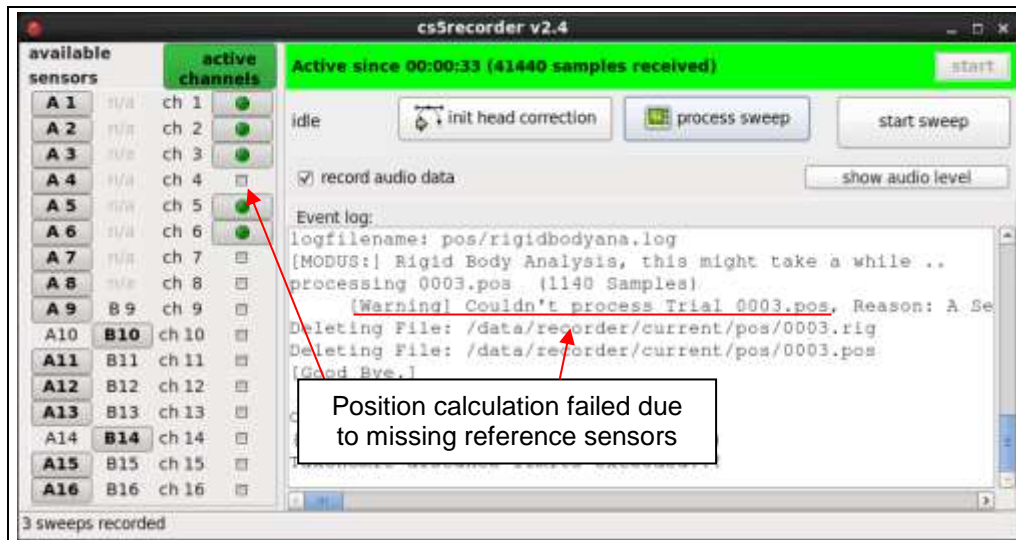 cs5recorder v2.4
available sensors
active channels
Active since 00:00:33 (41440 samples received)
start
A 1 n/a ch 1
A 2 n/a ch 2
A 3 n/a ch 3
A 4 n/a ch 4
A 5 n/a ch 5
A 6 n/a ch 6
A 7 n/a ch 7
A 8 n/a ch 8
A 9 B 9 ch 9
A10 B10 ch 10
A11 B11 ch 11
A12 B12 ch 12
A13 B13 ch 13
A14 B14 ch 14
A15 B15 ch 15
A16 B16 ch 16
idle
init head correction
process sweep
start sweep
record audio data
show audio level
Event log:
logfilename: pos/rigidbodyana.log
[MODUS:] Rigid Body Analysis, this might take a while ..
processing 0003.pos (1140 Samples)
[Warning] Couldn't process Trial 0003.pos, Reason: A Se
Deleting File: /data/recorder/current/pos/0003.rig
Deleting File: /data/recorder/current/pos/0003.pos
[Good Bye.]
Position calculation failed due
to missing reference sensors
3 sweeps recorded